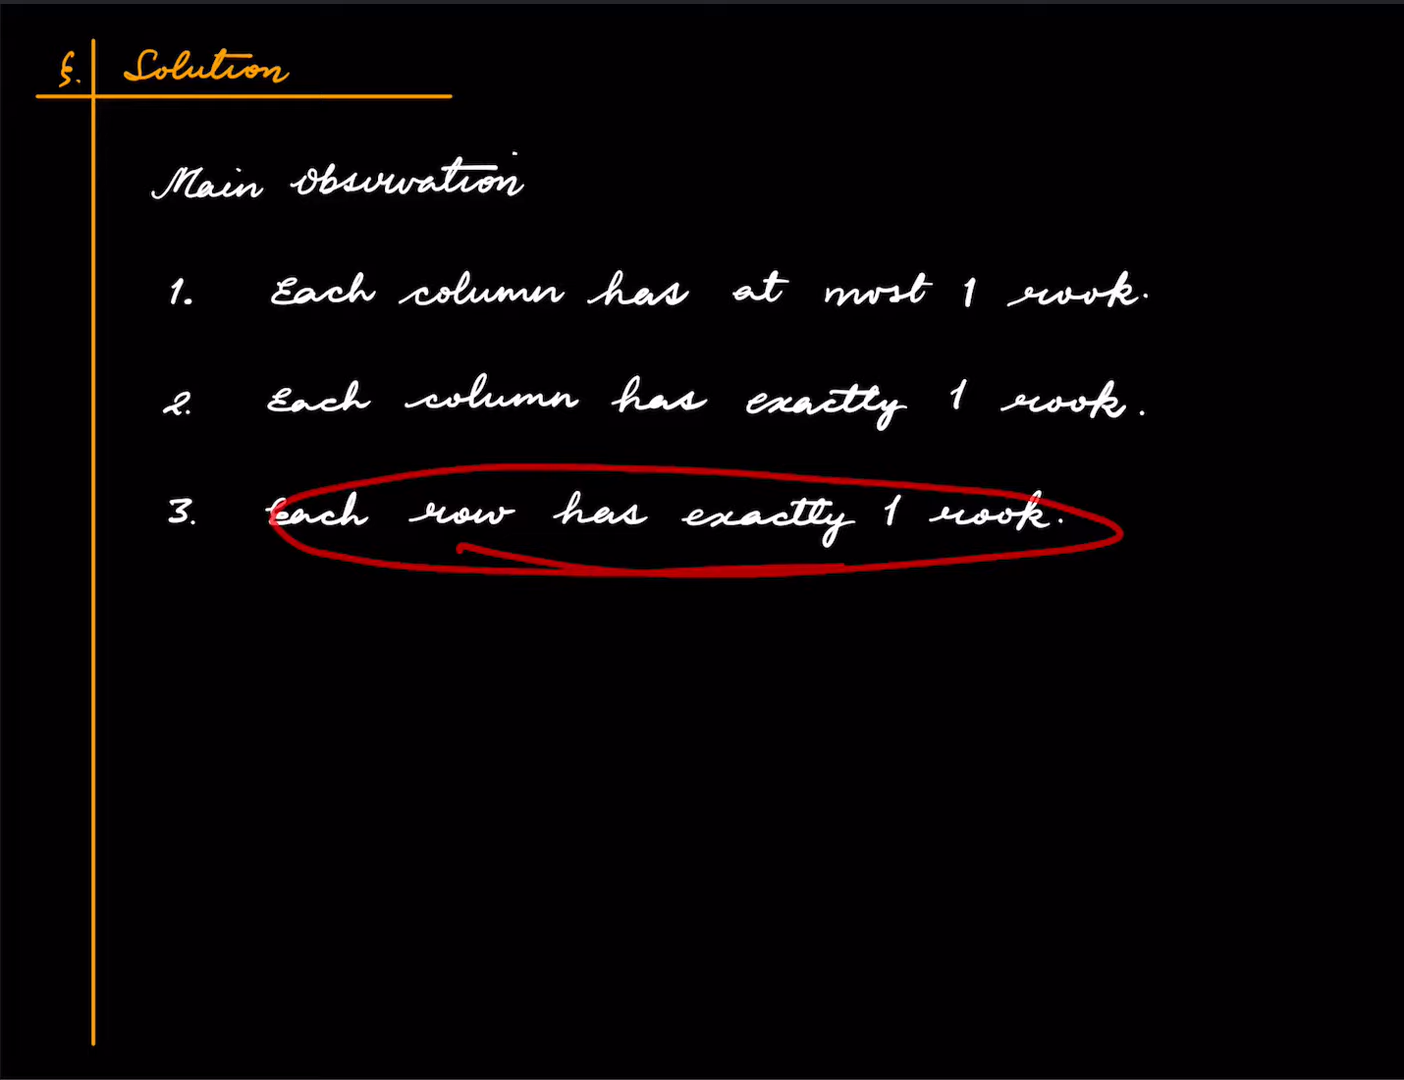 §. Solution
Main Observation
1. Each column has at most 1 rook.
2. Each column has exactly 1 rook.
3. Each row has exactly 1 rook.